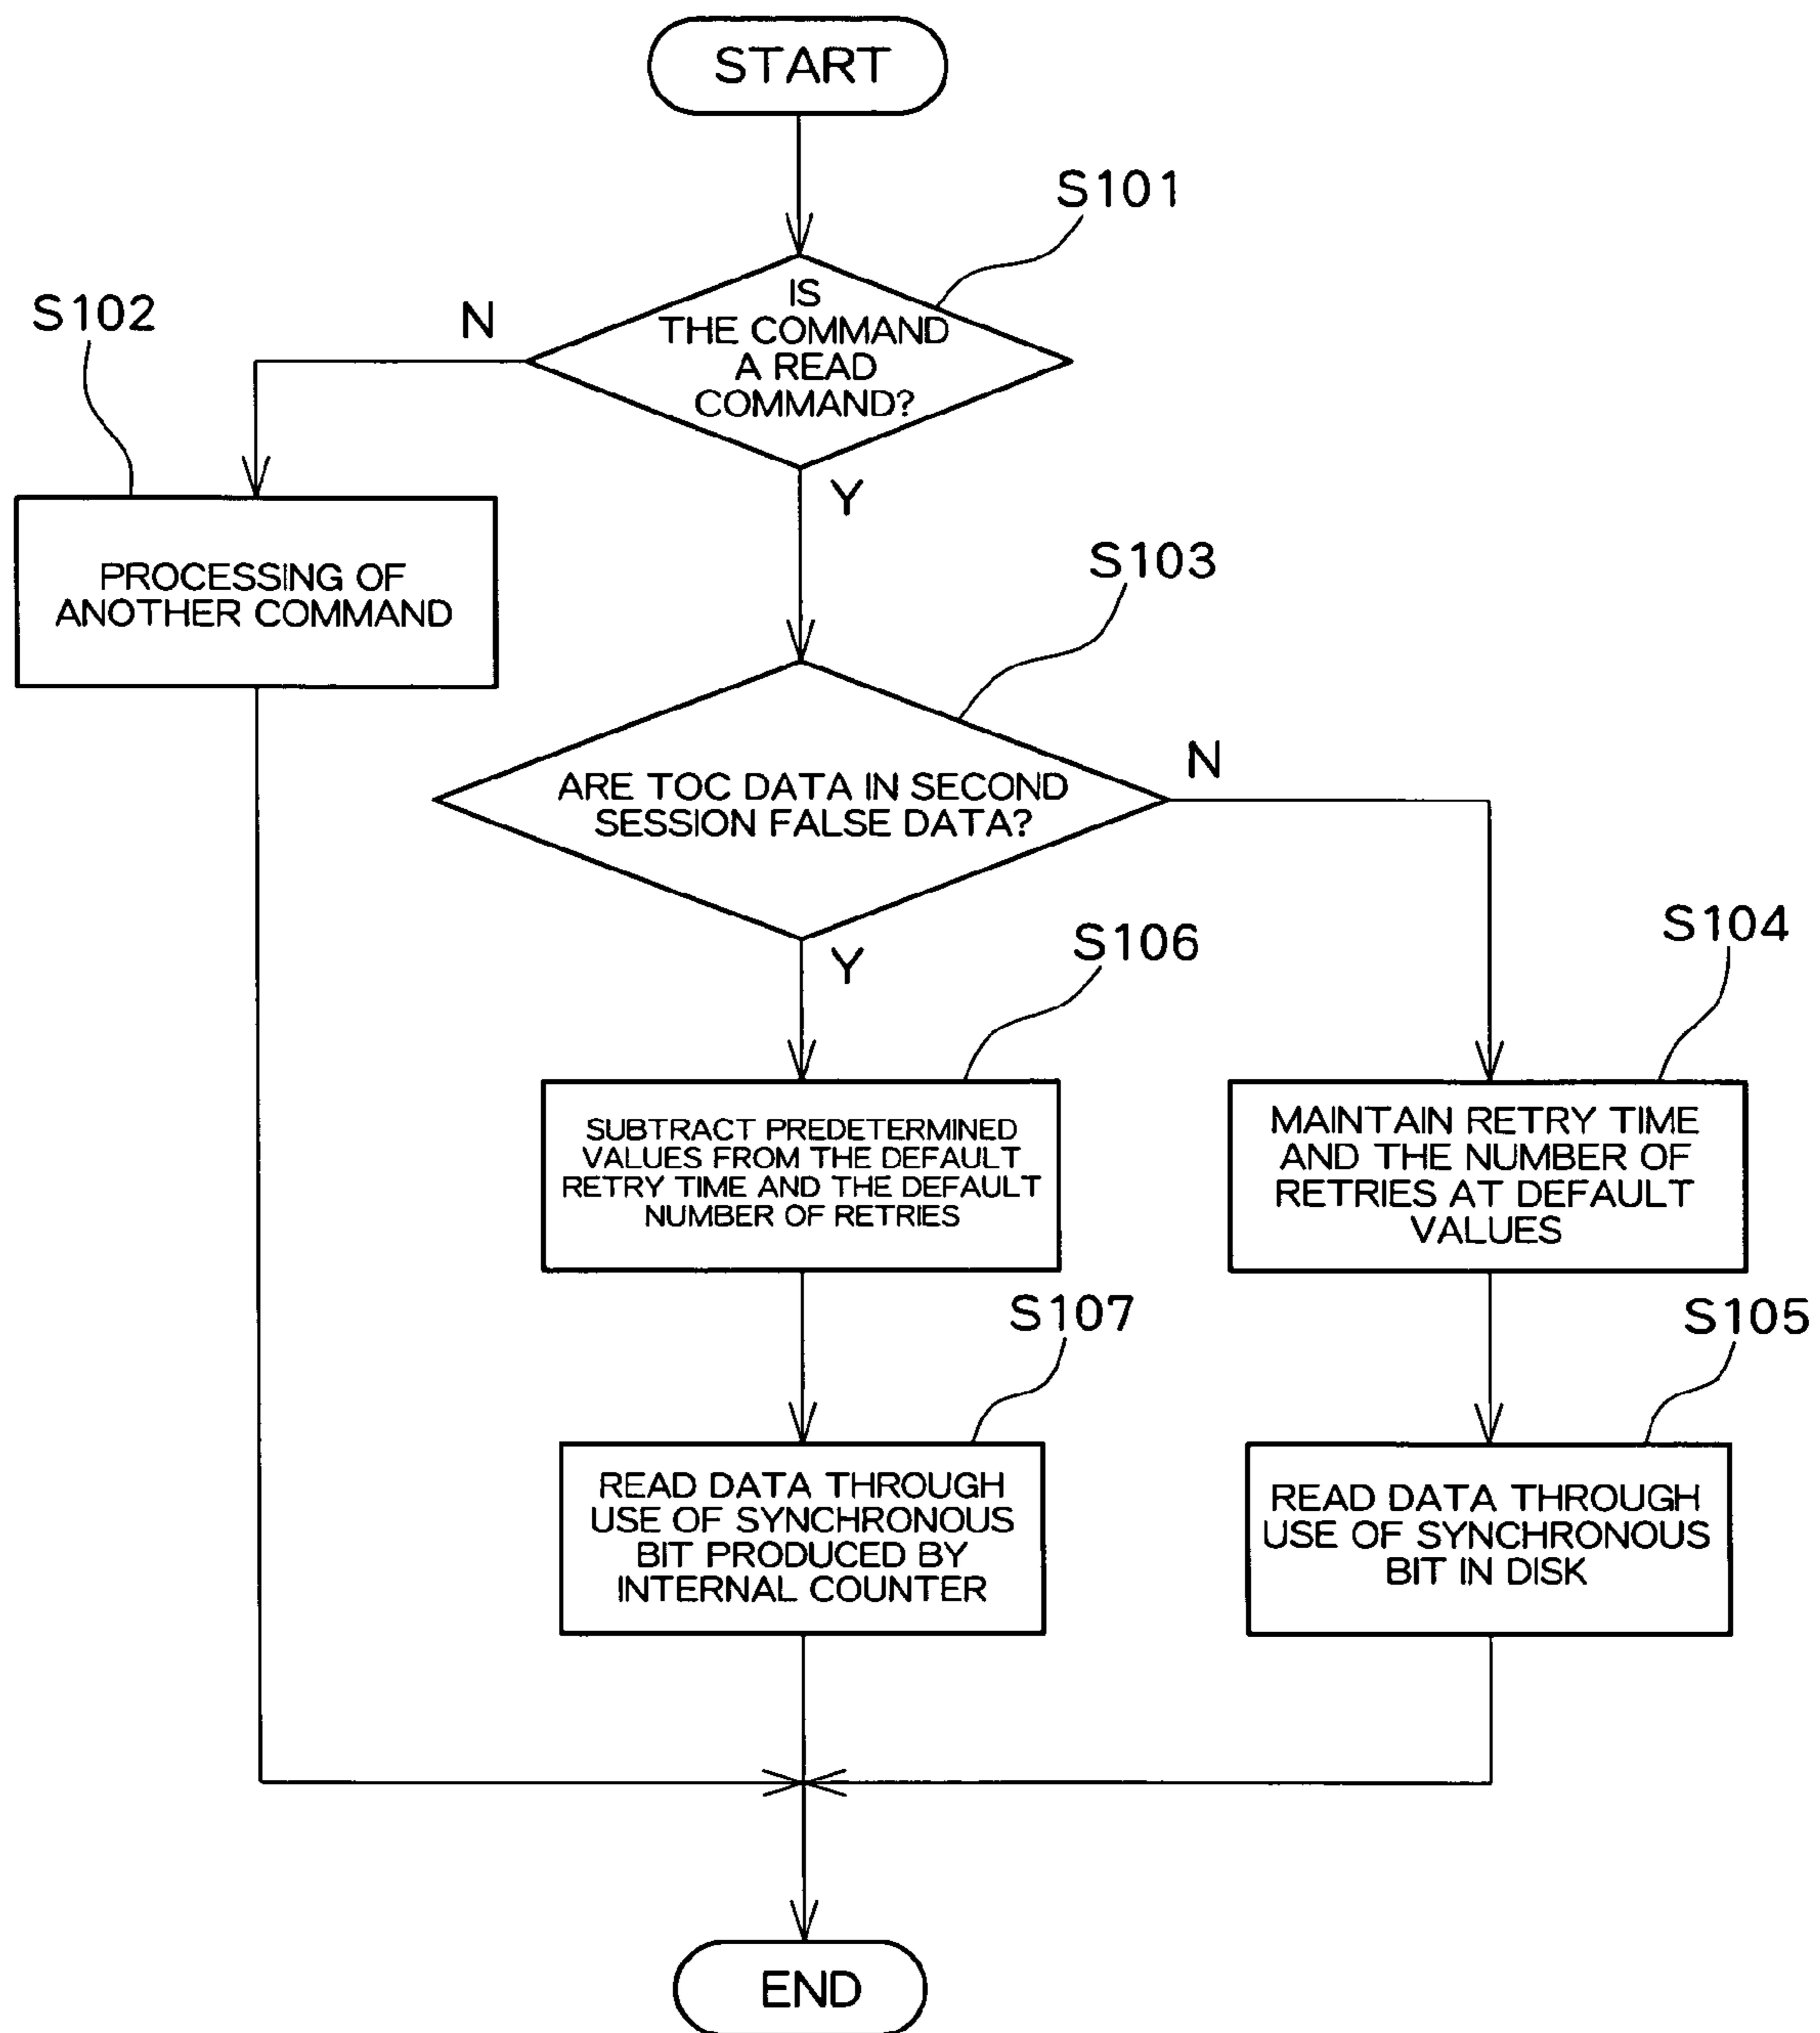 START
S101
IS
THE COMMAND
A READ
COMMAND?
N
S102
Y
PROCESSING OF
ANOTHER COMMAND
S103
ARE TOC DATA IN SECOND
SESSION FALSE DATA?
N
Y
S106
S104
SUBTRACT PREDETERMINED
VALUES FROM THE DEFAULT
RETRY TIME AND THE DEFAULT
NUMBER OF RETRIES
MAINTAIN RETRY TIME
AND THE NUMBER OF
RETRIES AT DEFAULT
VALUES
S107
S105
READ DATA THROUGH
USE OF SYNCHRONOUS
BIT PRODUCED BY
INTERNAL COUNTER
READ DATA THROUGH
USE OF SYNCHRONOUS
BIT IN DISK
END